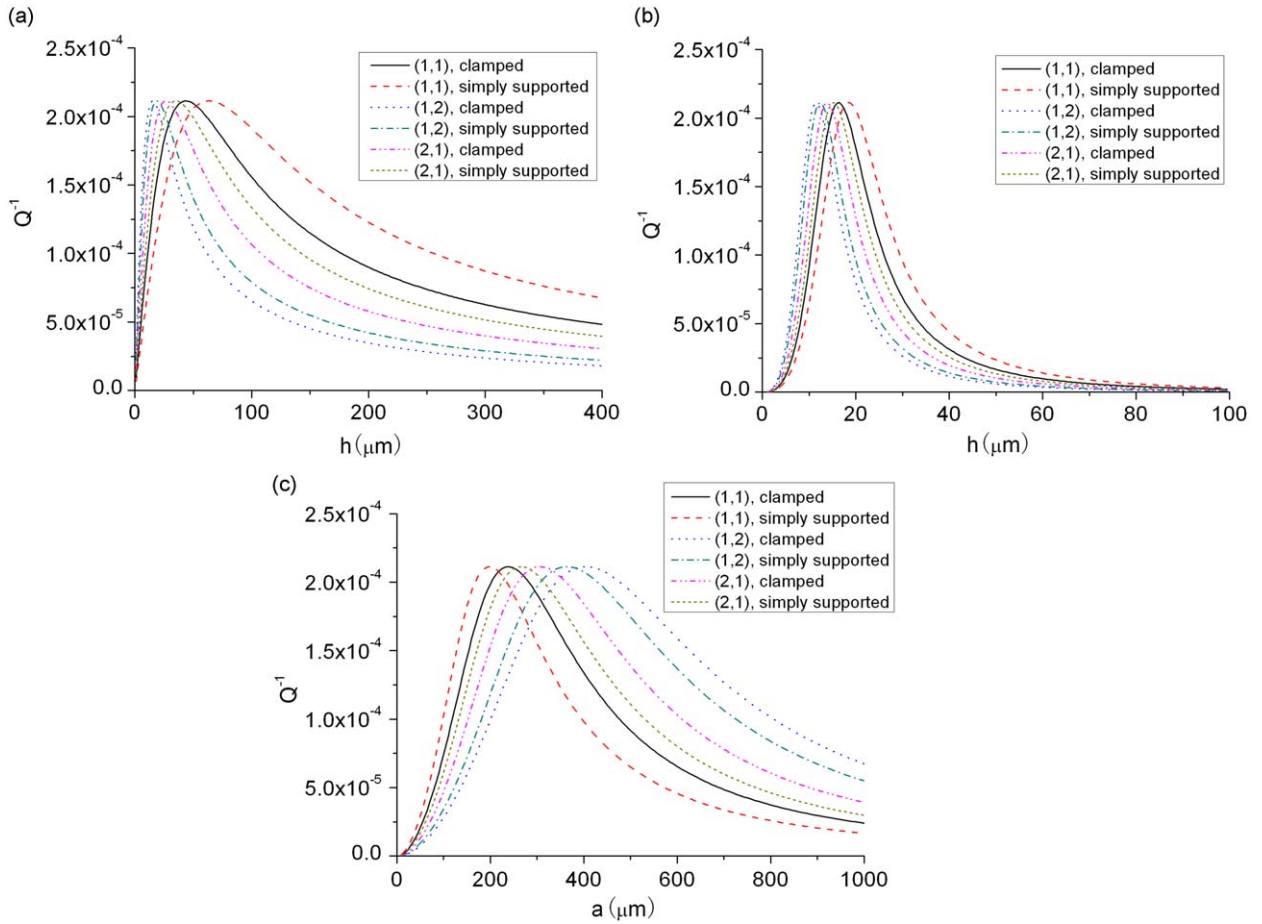 (a)
2.5x10⁻⁴
2.0x10⁻⁴
1.5x10⁻⁴
1.0x10⁻⁴
5.0x10⁻⁵
0.0
Q⁻¹
(1,1), clamped
(1,1), simply supported
(1,2), clamped
(1,2), simply supported
(2,1), clamped
(2,1), simply supported
0 100 200 300 400
h(μm)
(b)
2.5x10⁻⁴
2.0x10⁻⁴
1.5x10⁻⁴
1.0x10⁻⁴
5.0x10⁻⁵
0.0
Q⁻¹
(1,1), clamped
(1,1), simply supported
(1,2), clamped
(1,2), simply supported
(2,1), clamped
(2,1), simply supported
0 20 40 60 80 100
h(μm)
(c)
2.5x10⁻⁴
2.0x10⁻⁴
1.5x10⁻⁴
1.0x10⁻⁴
5.0x10⁻⁵
0.0
Q⁻¹
(1,1), clamped
(1,1), simply supported
(1,2), clamped
(1,2), simply supported
(2,1), clamped
(2,1), simply supported
0 200 400 600 800 1000
a(μm)